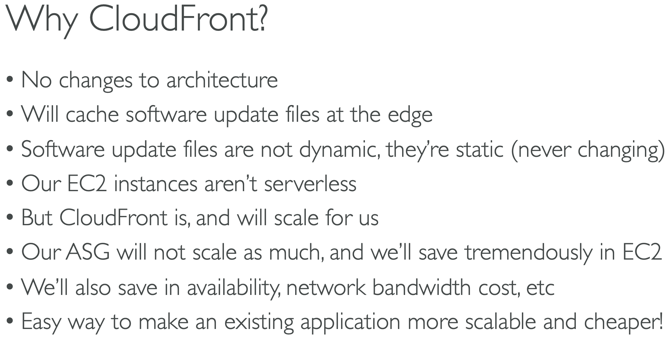 Why CloudFront?
• No changes to architecture
• Will cache software update files at the edge
• Software update files are not dynamic, they're static (never changing)
• Our EC2 instances aren't serverless
• But CloudFront is, and will scale for us
• Our ASG will not scale as much, and we'll save tremendously in EC2
• We'll also save in availability, network bandwidth cost, etc
• Easy way to make an existing application more scalable and cheaper!